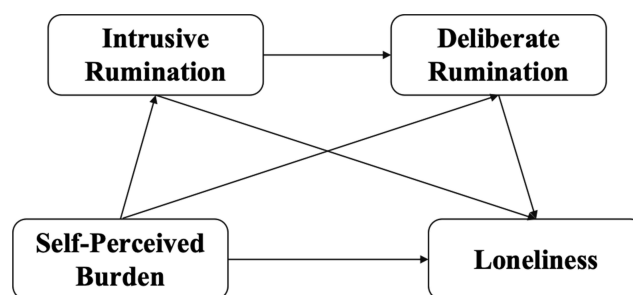 Intrusive
Rumination
Deliberate
Rumination
Self-Perceived
Burden
Loneliness